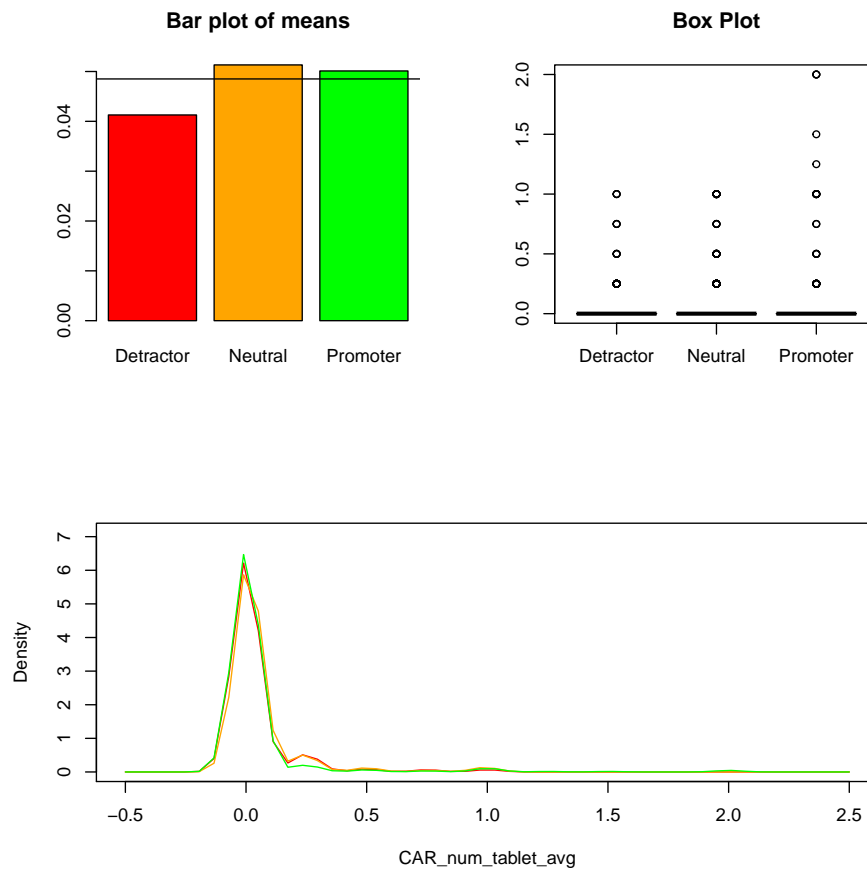 Bar plot of means
0.00
0.02
0.04
Detractor Neutral Promoter
Box Plot
0.0
0.5
1.0
1.5
2.0
Detractor Neutral Promoter
Density
0
1
2
3
4
5
6
7
−0.5 0.0 0.5 1.0 1.5 2.0 2.5
CAR_num_tablet_avg